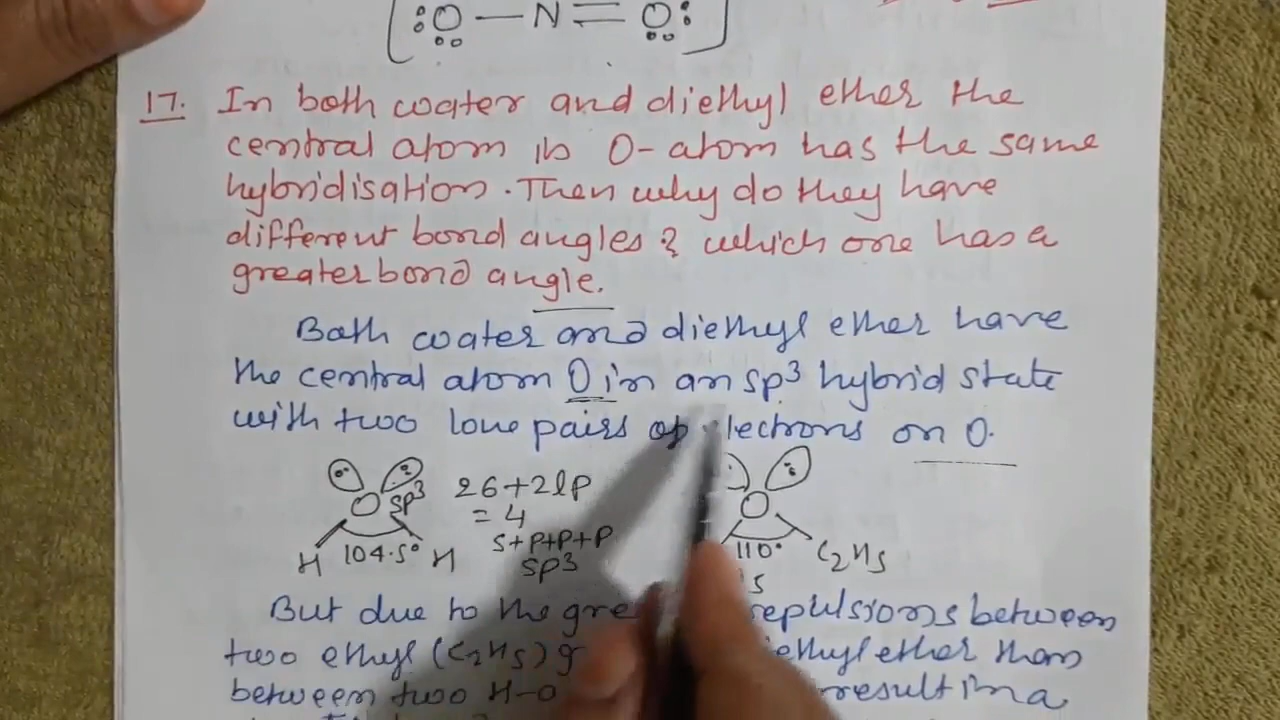 :O — N = O:
17. In both water and diethyl ether the
central atom is O-atom has the same
hybridisation. Then why do they have
different bond angles? which one has a
greater bond angle.
Both water and diethyl ether have
the central atom O in an sp³ hybrid state
with two lone pairs of electrons on O.
O sp³ 2σ+2lp O
= 4
H 104.5° H s+p+p+p 110° C₂H₅
sp³ 5
But due to the repulsions between
two ethyl (C₂H₅) ether than
between two H-O result in a